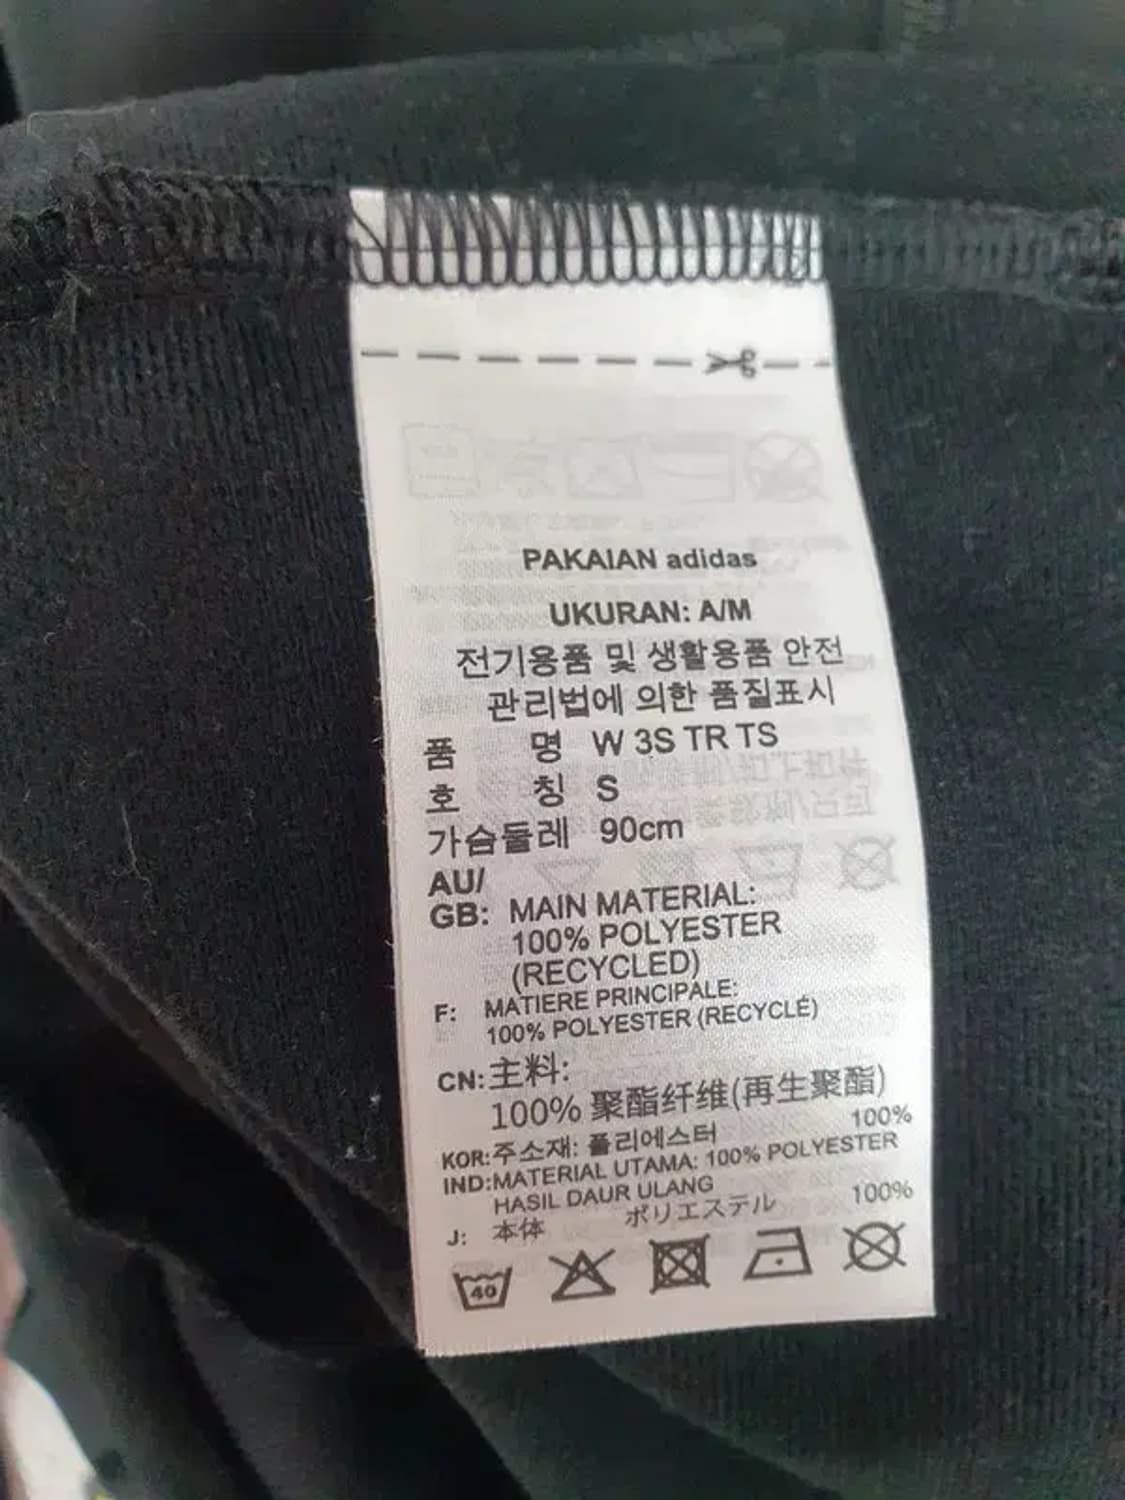 PAKAIAN adidas
UKURAN: A/M
전기용품 및 생활용품 안전
관리법에 의한 품질표시
품 명 W 3S TR TS
호 칭 S
가슴둘레 90cm
AU/
GB: MAIN MATERIAL:
100% POLYESTER
(RECYCLED)
F: MATIERE PRINCIPALE:
100% POLYESTER (RECYCLÉ)
CN: 主料:
100% 聚酯纤维(再生聚酯)
KOR: 주소재: 폴리에스터 100%
IND: MATERIAL UTAMA: 100% POLYESTER
HASIL DAUR ULANG
J: 本体 ポリエステル 100%
40